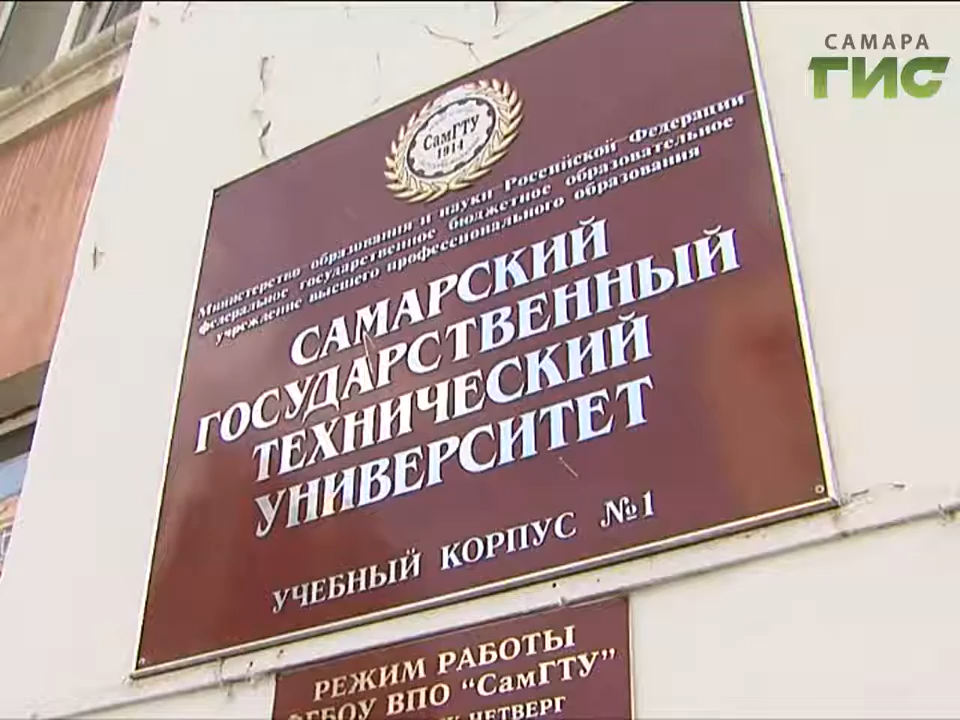 САМАРА
ГИС
СамГТУ
1914
Министерство образования и науки Российской Федерации
федеральное государственное бюджетное образовательное
учреждение высшего профессионального образования
САМАРСКИЙ
ГОСУДАРСТВЕННЫЙ
ТЕХНИЧЕСКИЙ
УНИВЕРСИТЕТ
УЧЕБНЫЙ КОРПУС №1
РЕЖИМ РАБОТЫ
ФГБОУ ВПО “СамГТУ”
ЧЕТВЕРГ